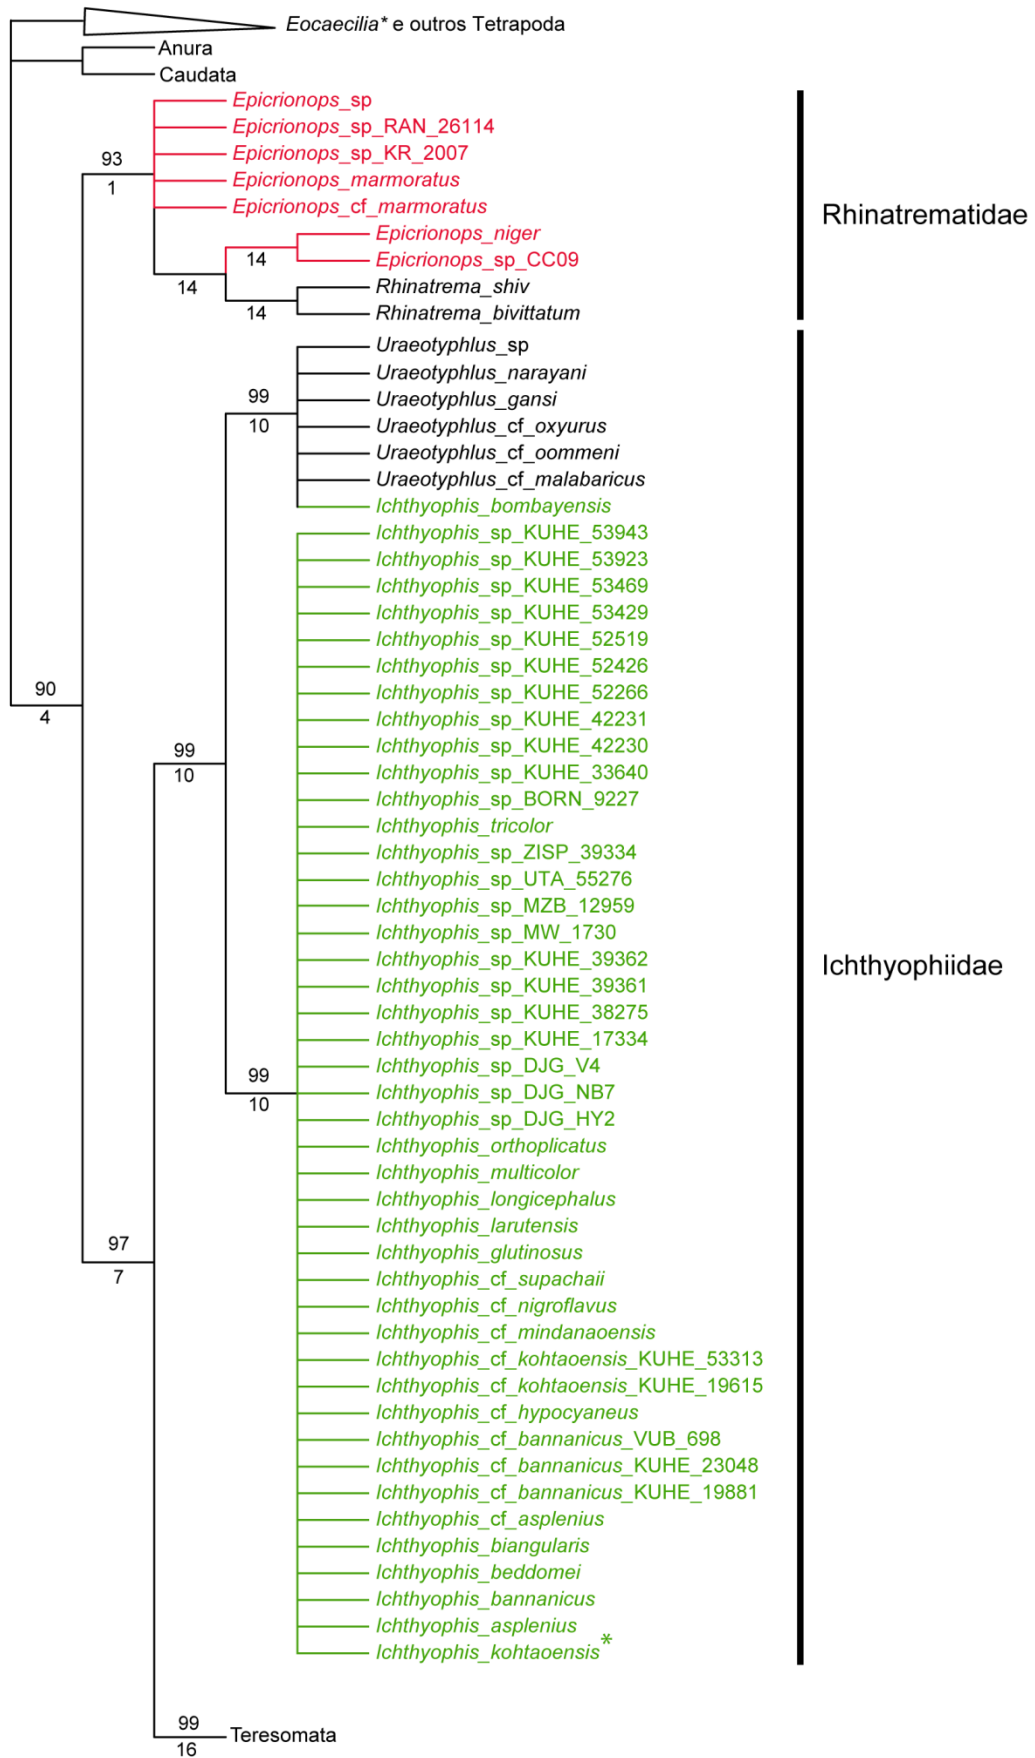 Eocaecilia* e outros Tetrapoda
Anura
Caudata
Epicrionops_sp
Epicrionops_sp_RAN_26114
Epicrionops_sp_KR_2007
93
1
Epicrionops_marmoratus
Epicrionops_cf_marmoratus
Rhinatrematidae
Epicrionops_niger
14
Epicrionops_sp_CC09
14
Rhinatrema_shiv
14
Rhinatrema_bivittatum
Uraeotyphlus_sp
Uraeotyphlus_narayani
99
10
Uraeotyphlus_gansi
Uraeotyphlus_cf_oxyurus
Uraeotyphlus_cf_oommeni
Uraeotyphlus_cf_malabaricus
Ichthyophis_bombayensis
Ichthyophis_sp_KUHE_53943
Ichthyophis_sp_KUHE_53923
Ichthyophis_sp_KUHE_53469
Ichthyophis_sp_KUHE_53429
Ichthyophis_sp_KUHE_52519
Ichthyophis_sp_KUHE_52426
Ichthyophis_sp_KUHE_52266
90
4
Ichthyophis_sp_KUHE_42231
Ichthyophis_sp_KUHE_42230
99
10
Ichthyophis_sp_KUHE_33640
Ichthyophis_sp_BORN_9227
Ichthyophis_tricolor
Ichthyophis_sp_ZISP_39334
Ichthyophis_sp_UTA_55276
Ichthyophis_sp_MZB_12959
Ichthyophis_sp_MW_1730
Ichthyophis_sp_KUHE_39362
Ichthyophiidae
Ichthyophis_sp_KUHE_39361
Ichthyophis_sp_KUHE_38275
Ichthyophis_sp_KUHE_17334
Ichthyophis_sp_DJG_V4
99
10
Ichthyophis_sp_DJG_NB7
Ichthyophis_sp_DJG_HY2
Ichthyophis_orthoplicatus
Ichthyophis_multicolor
Ichthyophis_longicephalus
Ichthyophis_larutensis
97
7
Ichthyophis_glutinosus
Ichthyophis_cf_supachaii
Ichthyophis_cf_nigroflavus
Ichthyophis_cf_mindanaoensis
Ichthyophis_cf_kohtaoensis_KUHE_53313
Ichthyophis_cf_kohtaoensis_KUHE_19615
Ichthyophis_cf_hypocyaneus
Ichthyophis_cf_bannanicus_VUB_698
Ichthyophis_cf_bannanicus_KUHE_23048
Ichthyophis_cf_bannanicus_KUHE_19881
Ichthyophis_cf_asplenius
Ichthyophis_biangularis
Ichthyophis_beddomei
Ichthyophis_bannanicus
Ichthyophis_asplenius
Ichthyophis_kohtaoensis*
99
16
Teresomata